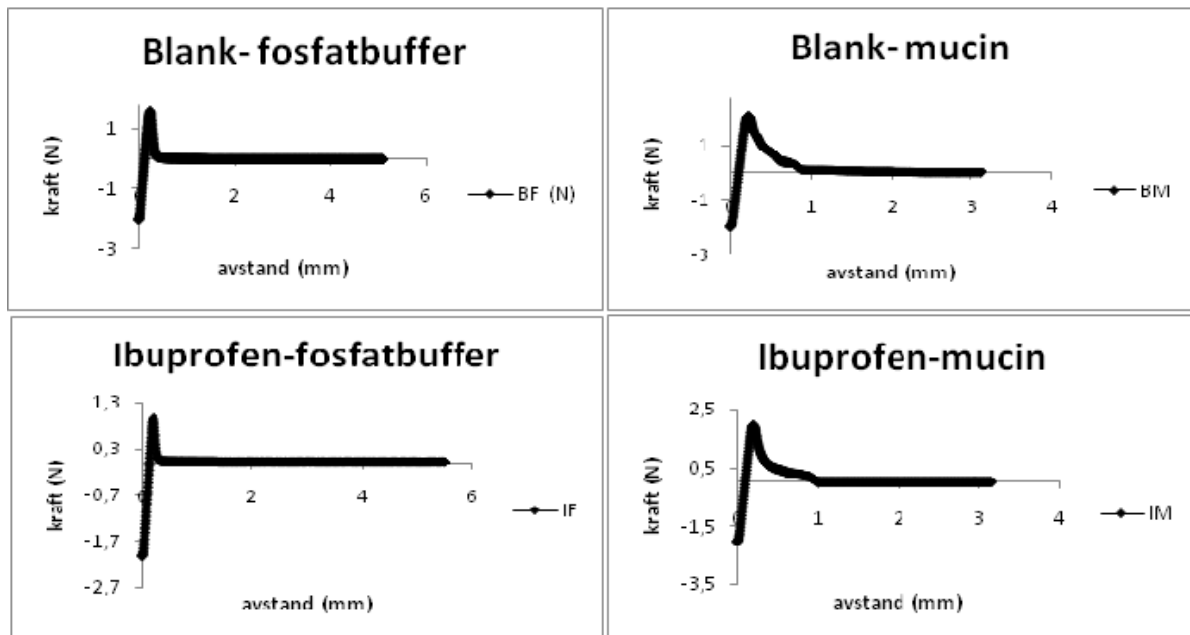 Blank- fosfatbuffer
kraft (N)
1
-1
-3
2
4
6
BF (N)
avstand (mm)
Blank- mucin
kraft (N)
1
-1
-3
1
2
3
4
BM
avstand (mm)
Ibuprofen-fosfatbuffer
kraft (N)
1,3
0,3
-0,7
-1,7
-2,7
2
4
6
IF
avstand (mm)
Ibuprofen-mucin
kraft (N)
2,5
0,5
-1,5
-3,5
1
2
3
4
IM
avstand (mm)